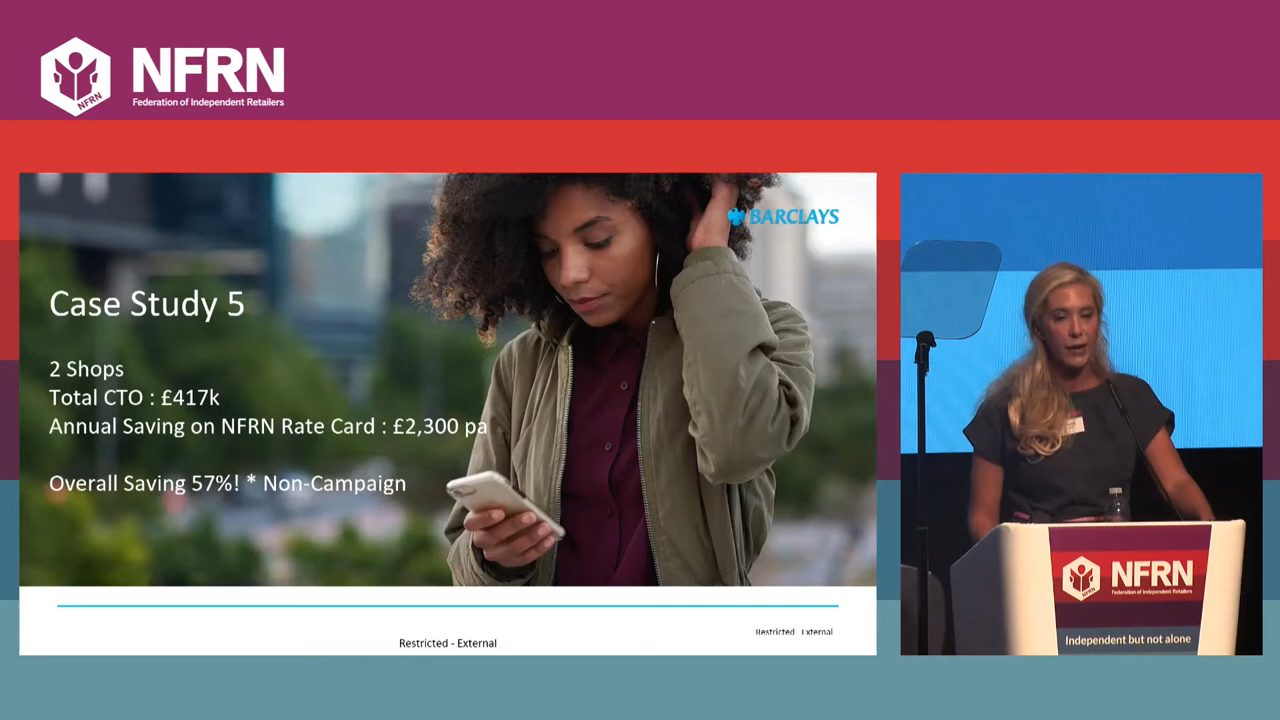 NFRN
Federation of Independent Retailers
NFRN
BARCLAYS
Case Study 5
2 Shops
Total CTO : £417k
Annual Saving on NFRN Rate Card : £2,300 pa
Overall Saving 57%! * Non-Campaign
Restricted - External
Restricted - External
NFRN
Federation of Independent Retailers
NFRN
Independent but not alone